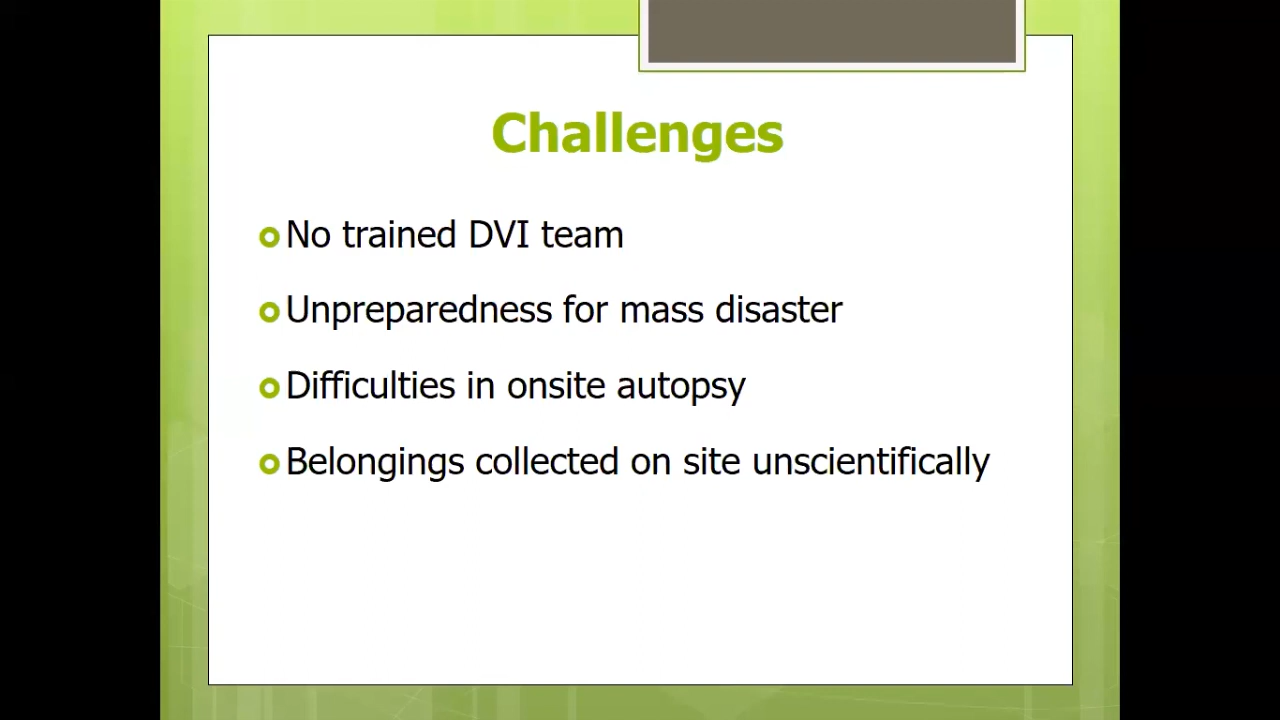 Challenges
No trained DVI team
Unpreparedness for mass disaster
Difficulties in onsite autopsy
Belongings collected on site unscientifically